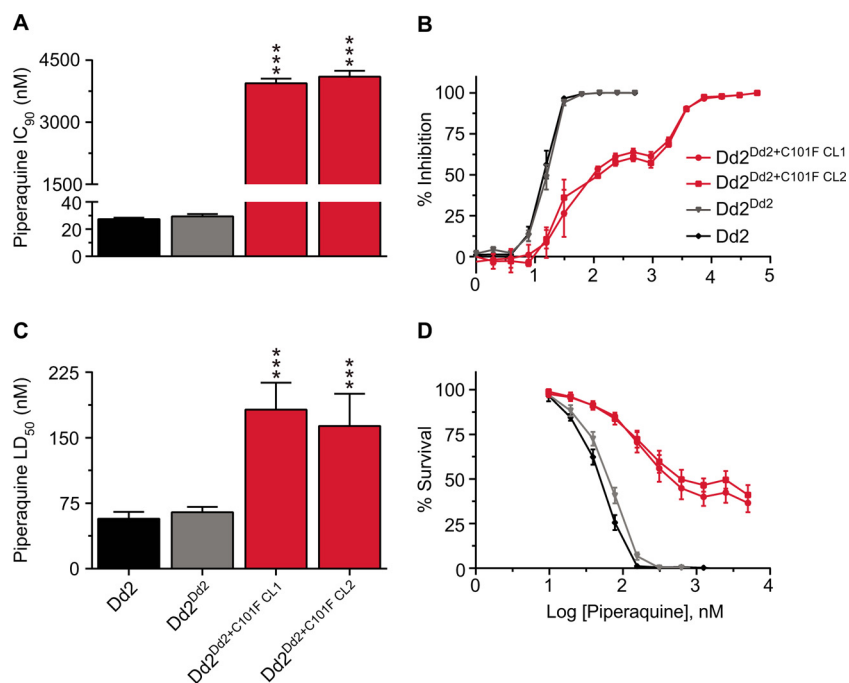 A
Piperaquine IC90 (nM)
4500
3000
1500
40
20
0
***
***
B
% Inhibition
100
75
50
25
0
0
1
2
3
4
5
Dd2Dd2+C101F CL1
Dd2Dd2+C101F CL2
Dd2Dd2
Dd2
C
Piperaquine LD50 (nM)
225
150
75
0
***
***
Dd2
Dd2Dd2
Dd2Dd2+C101F CL1
Dd2Dd2+C101F CL2
D
% Survival
100
75
50
25
0
0
1
2
3
4
Log [Piperaquine], nM